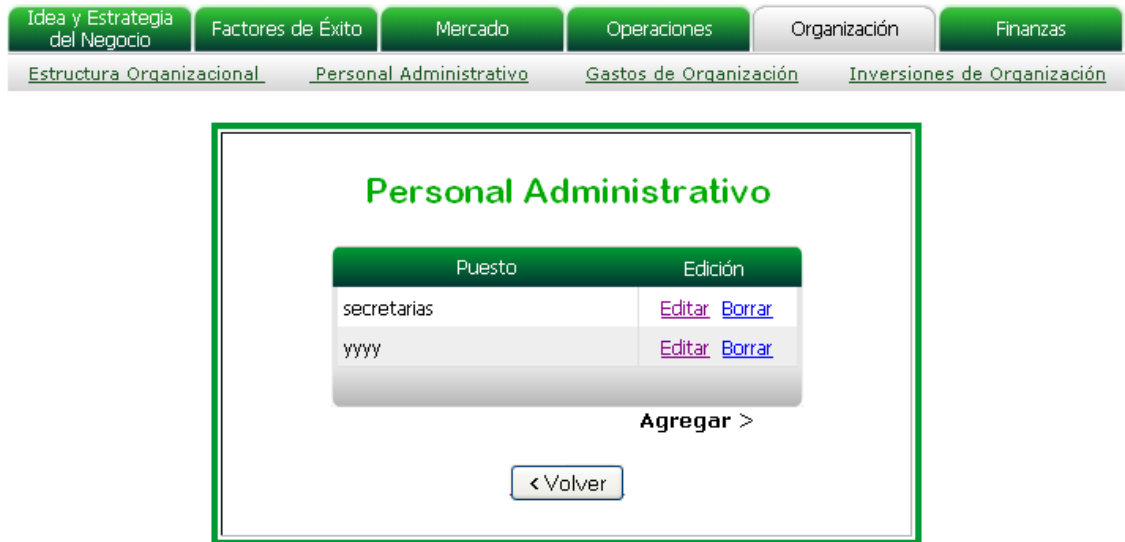 Idea y Estrategia
del Negocio
Factores de Éxito
Mercado
Operaciones
Organización
Finanzas
Estructura Organizacional
Personal Administrativo
Gastos de Organización
Inversiones de Organización
Personal Administrativo
Puesto Edición
secretarias Editar Borrar
yyyy Editar Borrar
Agregar >
< Volver